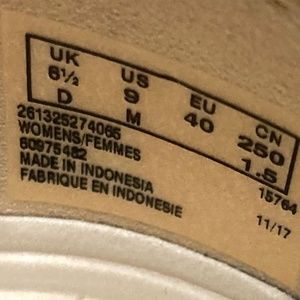 UK US EU CN
6½ 9 40 250
D M 1.5
261325274065 15764
WOMENS/FEMMES
60975462
MADE IN INDONESIA 11/17
FABRIQUE EN INDONESIE